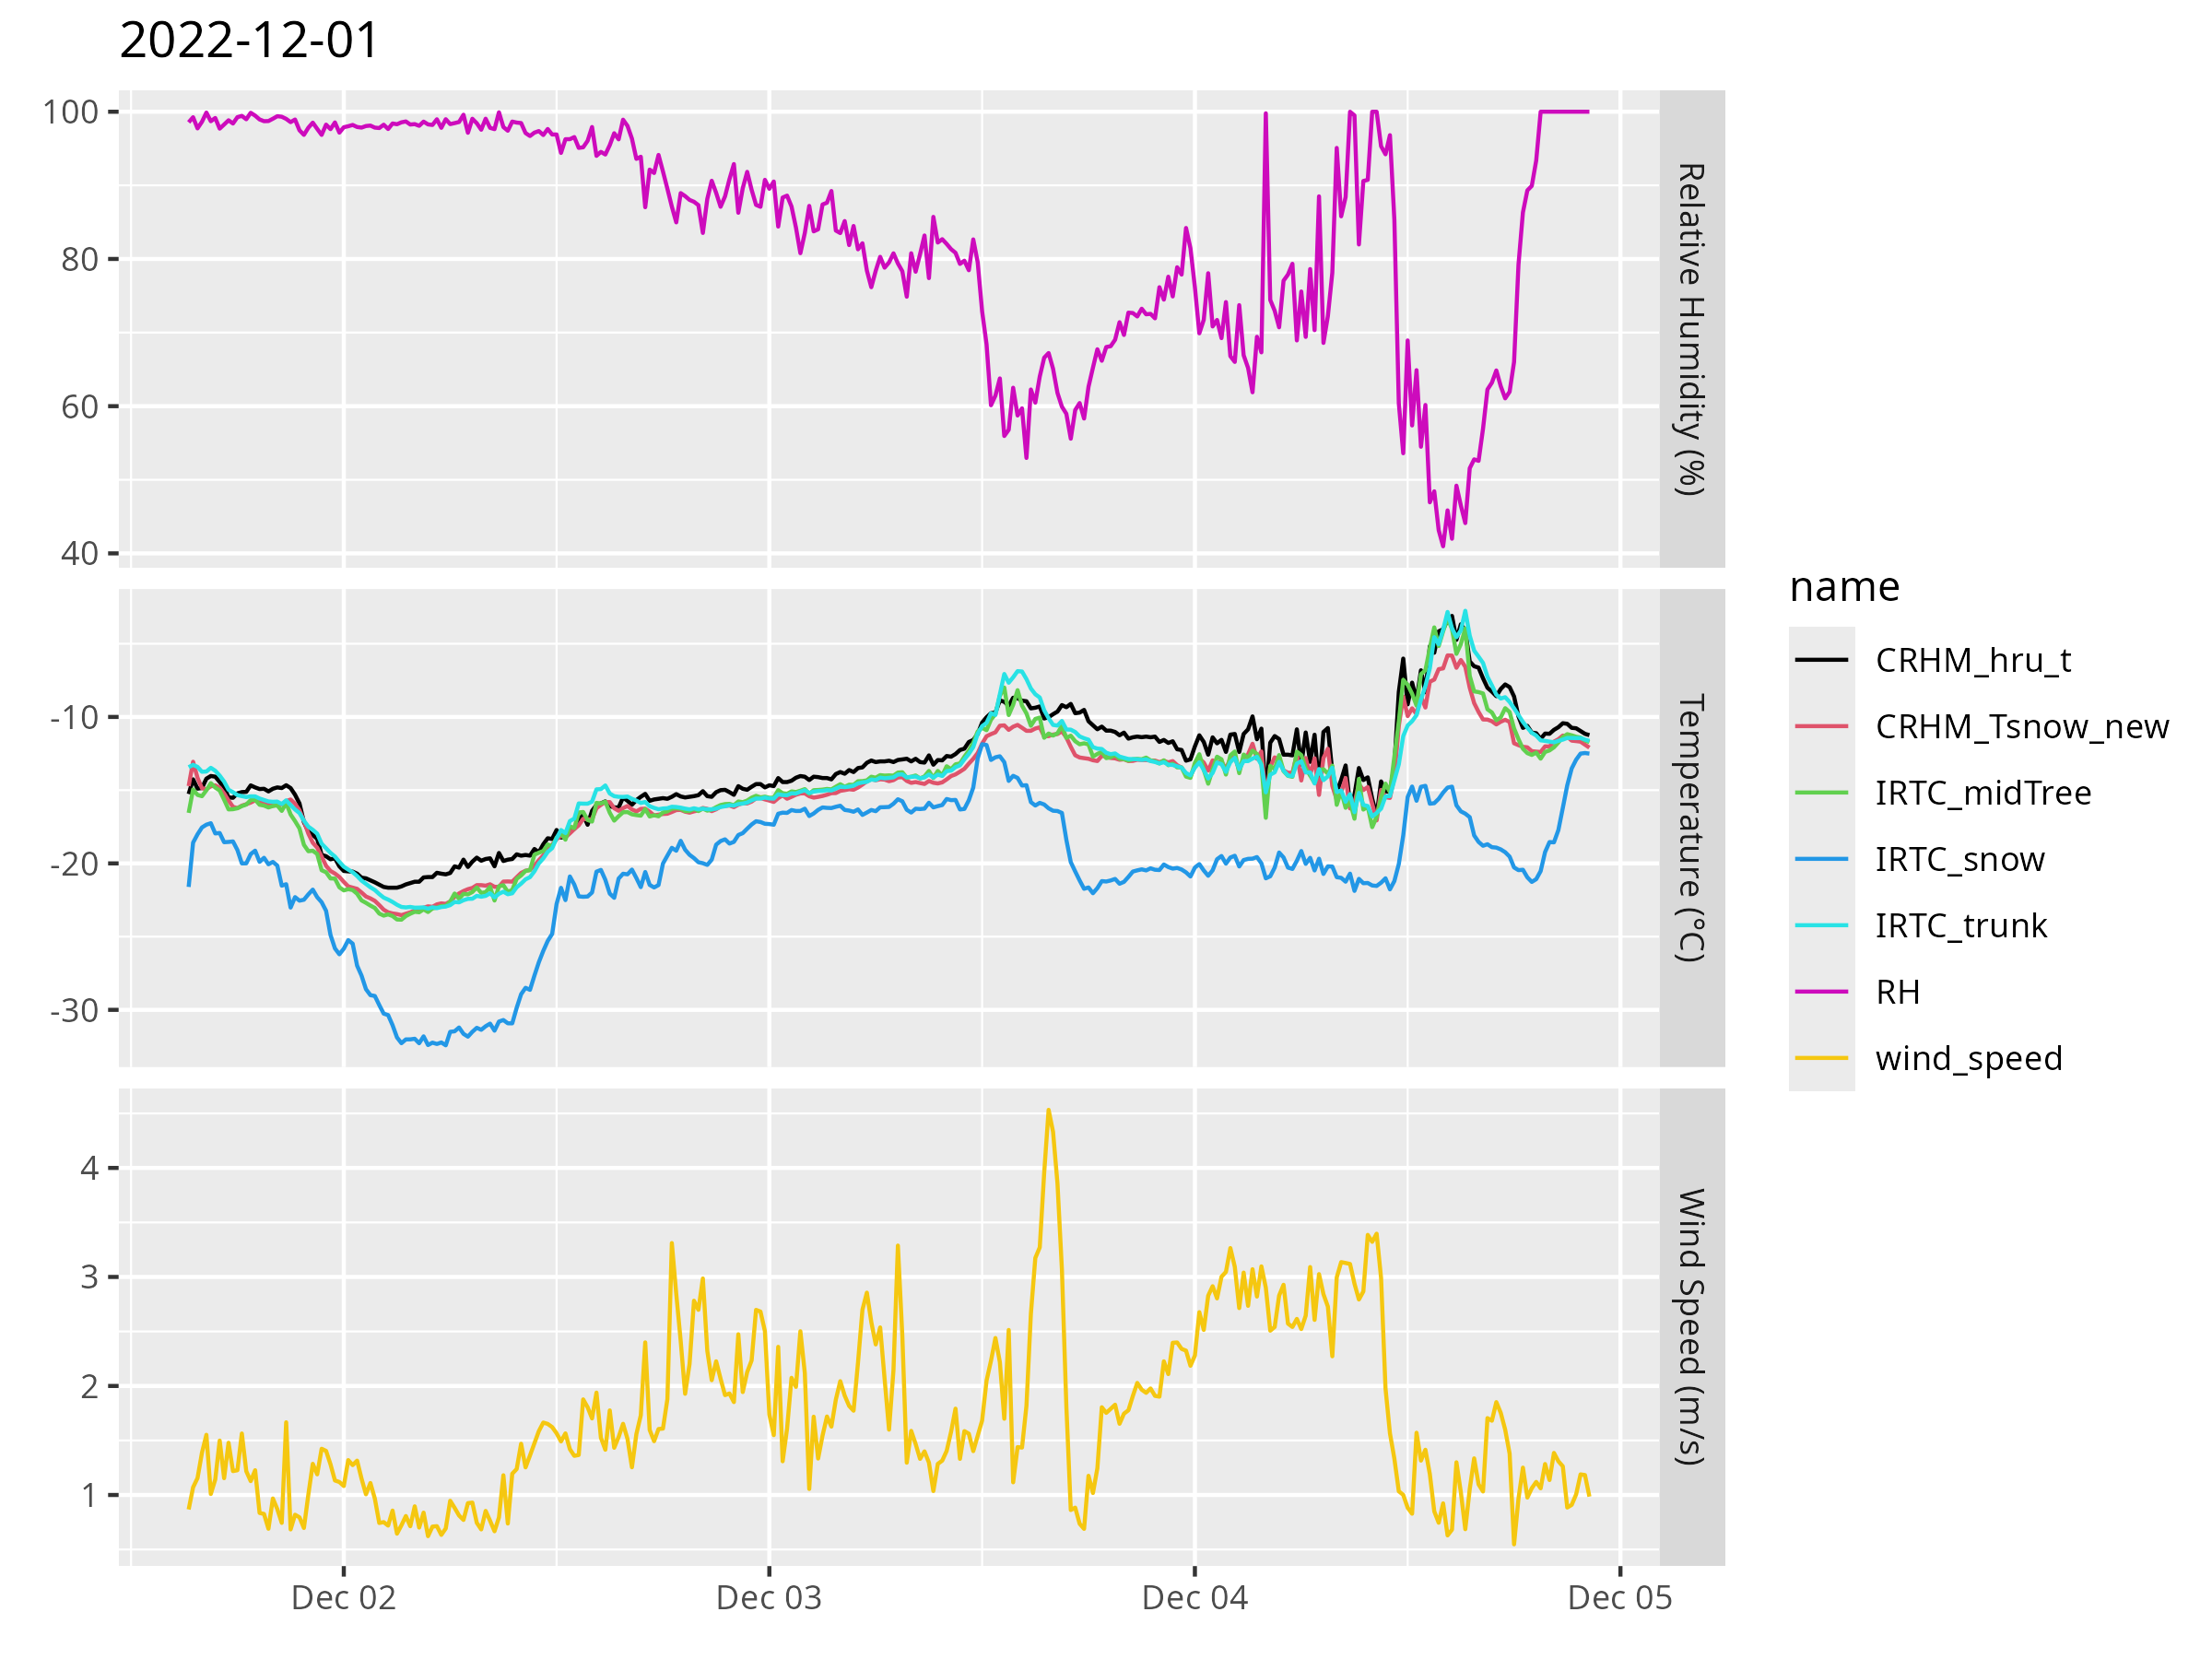 2022-12-01
100
80
60
40
Relative Humidity (%)
-10
-20
-30
Temperature (°C)
4
3
2
1
Wind Speed (m/s)
Dec 02
Dec 03
Dec 04
Dec 05
name
CRHM_hru_t
CRHM_Tsnow_new
IRTC_midTree
IRTC_snow
IRTC_trunk
RH
wind_speed